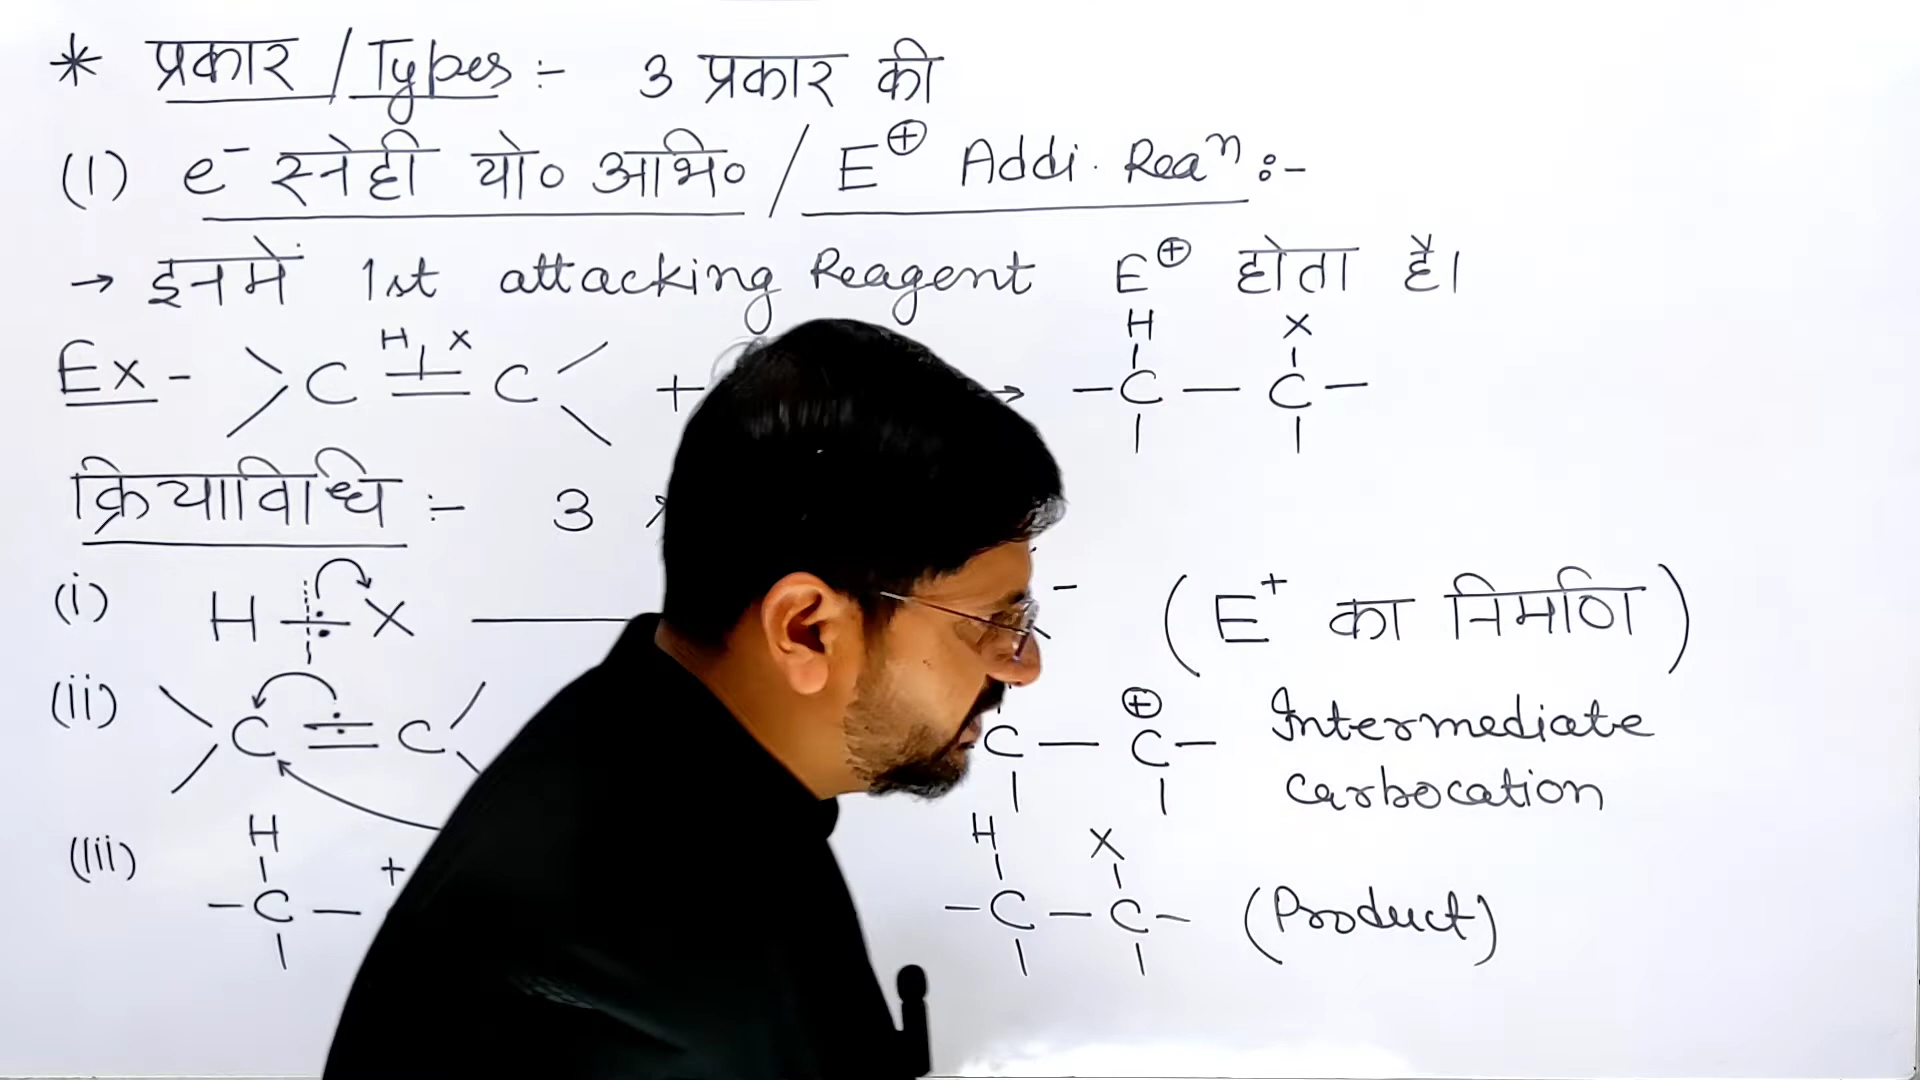 * प्रकार / Types :- 3 प्रकार की
(1) e⁻ स्नेही यो० अभि० / E⊕ Addi. Reaⁿ :-
→ इनमें 1st attacking Reagent E⊕ होता है।
H X
H X
Ex - C = C + → - C - C -
क्रियाविधि :- 3
(i) H X - ( E⁺ का निर्माण )
(ii) C = C C - C⊕ - Intermediate
carbocation
H H X
(iii) - C - + - C - C - (Product)